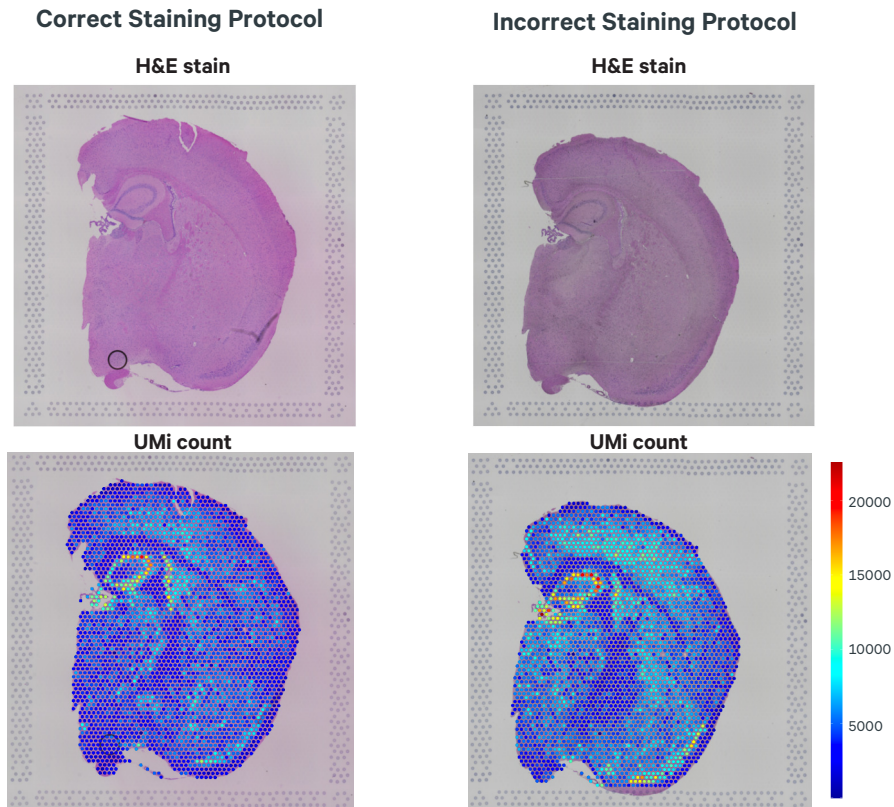 Correct Staining Protocol
Incorrect Staining Protocol
H&E stain
H&E stain
UMi count
UMi count
20000
15000
10000
5000